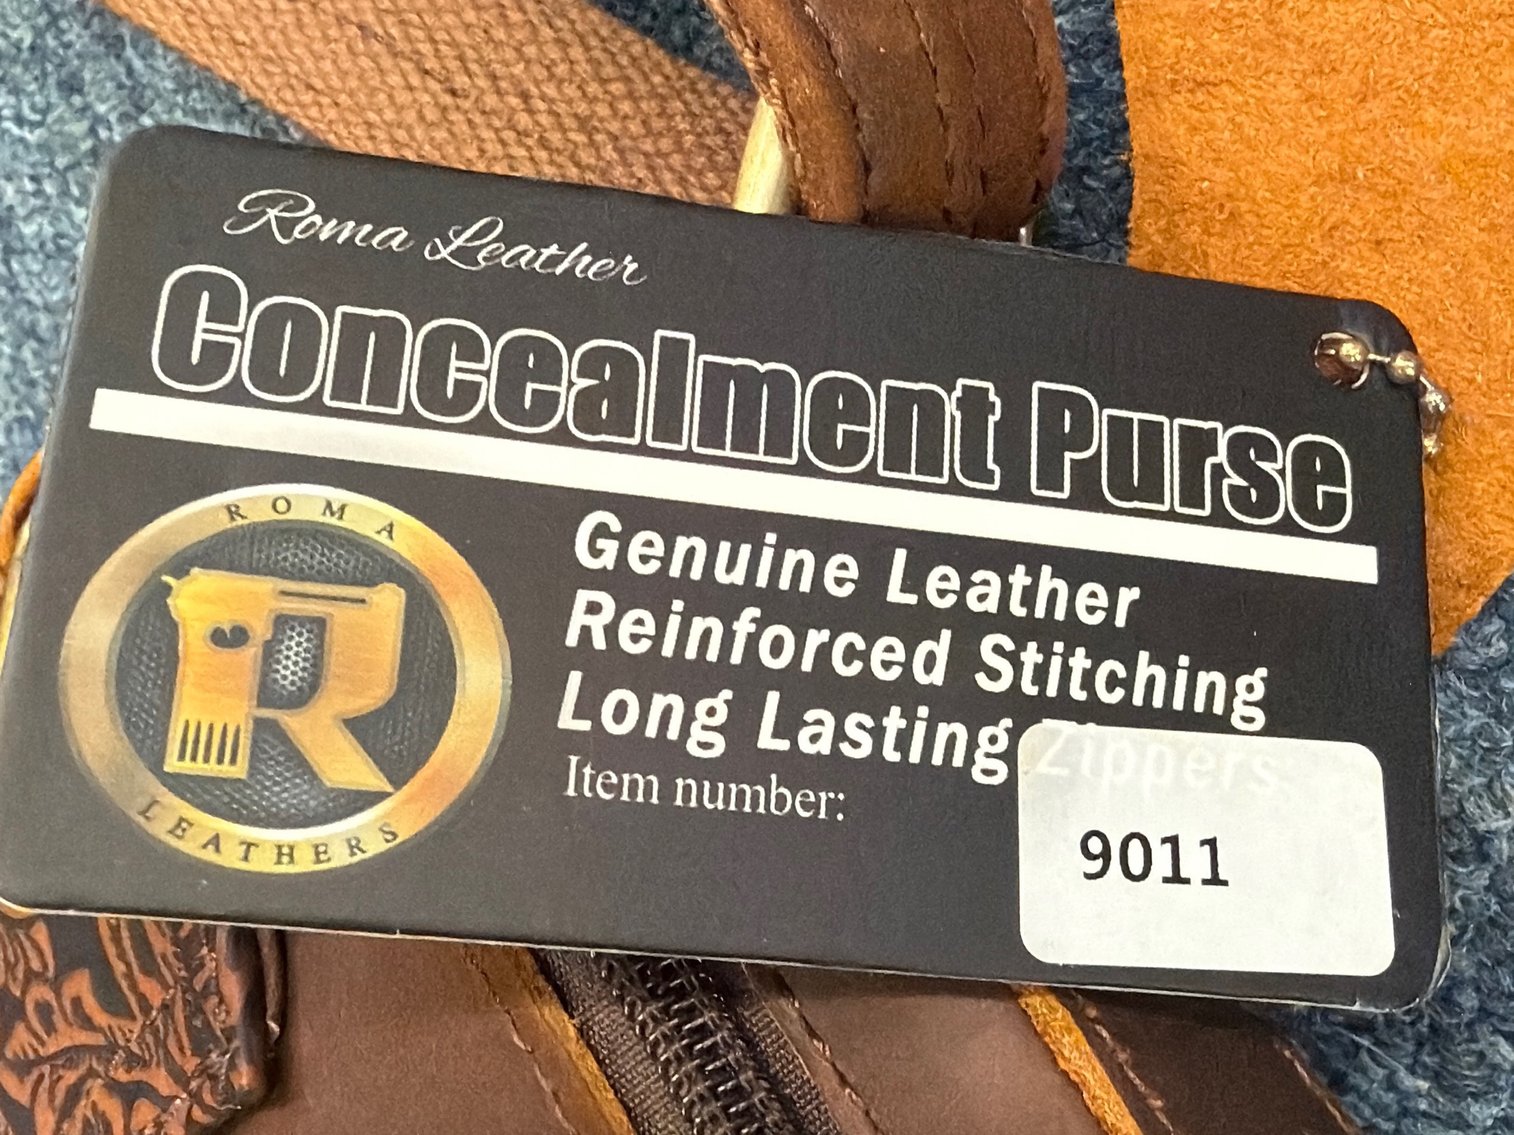 Roma Leather
Concealment Purse
ROMA
R
LEATHERS
Genuine Leather
Reinforced Stitching
Long Lasting Zippers
Item number:
9011